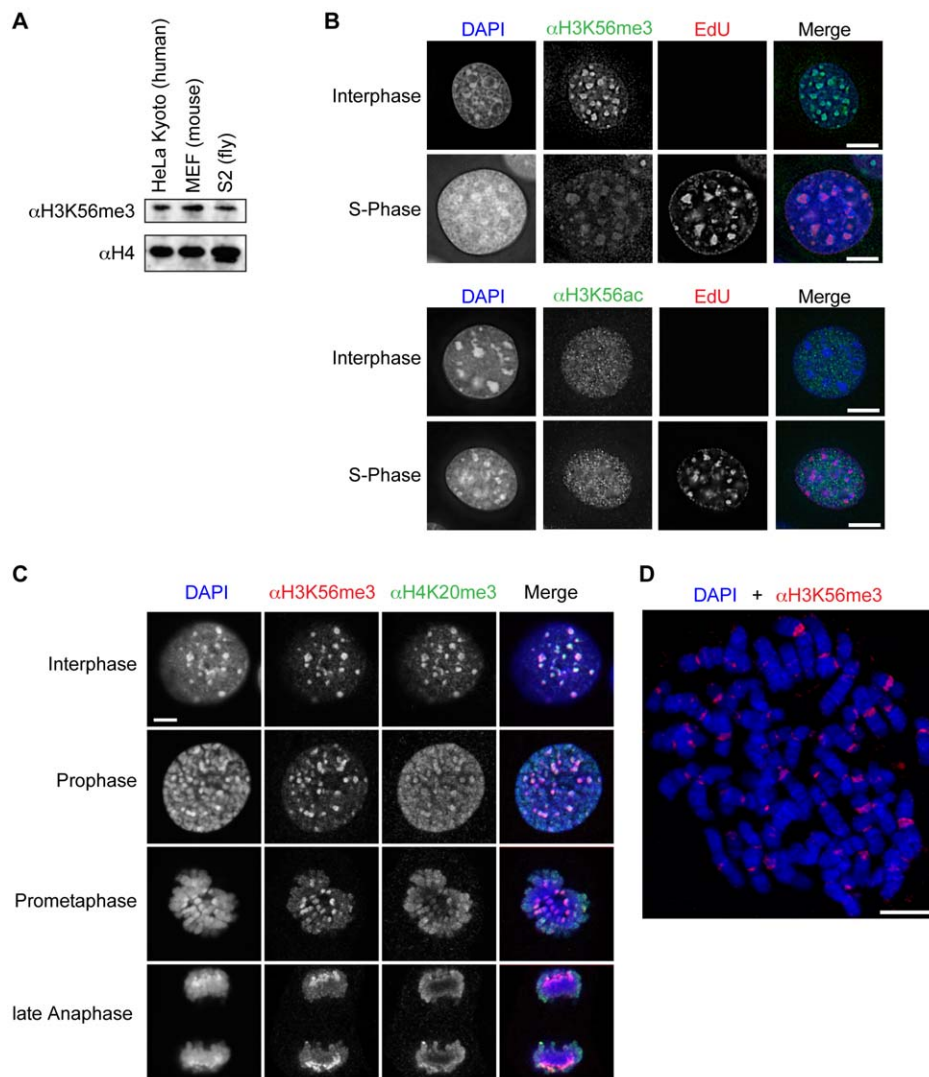 A
HeLa Kyoto (human)
MEF (mouse)
S2 (fly)
αH3K56me3
αH4
B
DAPI αH3K56me3 EdU Merge
Interphase
S-Phase
DAPI αH3K56ac EdU Merge
Interphase
S-Phase
C
DAPI αH3K56me3 αH4K20me3 Merge
Interphase
Prophase
Prometaphase
late Anaphase
D
DAPI + αH3K56me3